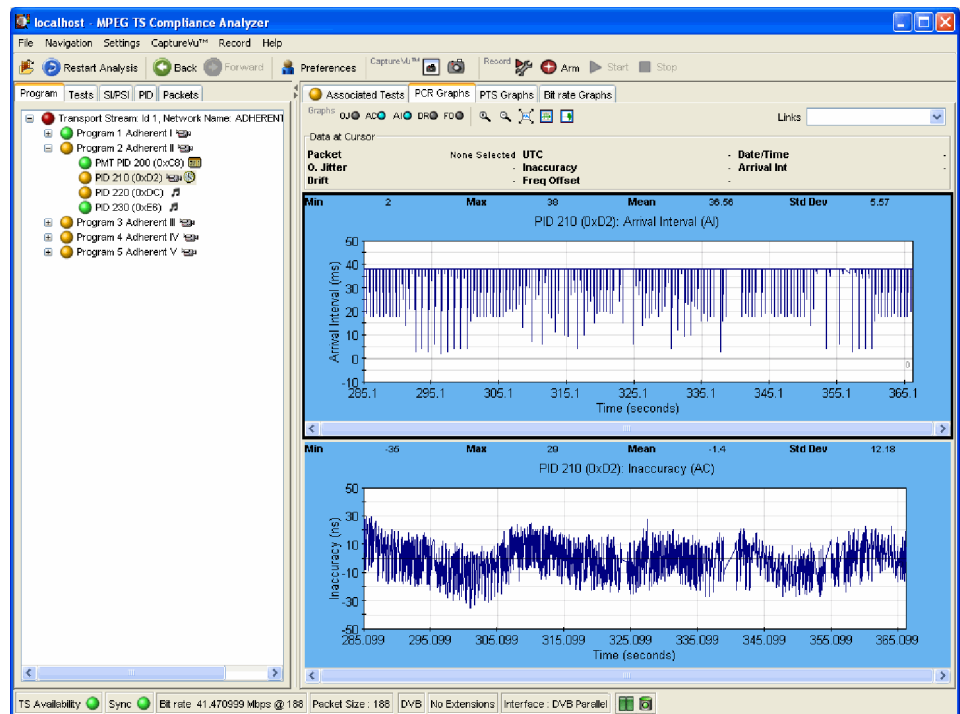 localhost - MPEG TS Compliance Analyzer
File Navigation Settings CaptureVu™ Record Help
Restart Analysis Back Forward Preferences CaptureVu™ Record Arm Start Stop
Program Tests SI/PSI PID Packets
Associated Tests PCR Graphs PTS Graphs Bit rate Graphs
Transport Stream: Id 1, Network Name: ADHERENT
Program 1 Adherent I
Program 2 Adherent II
PMT PID 200 (0xC8)
PID 210 (0xD2)
PID 220 (0xDC)
PID 230 (0xE6)
Program 3 Adherent III
Program 4 Adherent IV
Program 5 Adherent V
Graphs OJ AC AI DR FO Links
Data at Cursor
Packet None Selected UTC - Date/Time -
O. Jitter - Inaccuracy - Arrival Int -
Drift - Freq Offset -
Min 2 Max 38 Mean 36.56 Std Dev 5.57
PID 210 (0xD2): Arrival Interval (AI)
Arrival Interval (ms)
50
40
30
20
10
0
-10
0
285.1 295.1 305.1 315.1 325.1 335.1 345.1 355.1 365.1
Time (seconds)
Min -35 Max 29 Mean -1.4 Std Dev 12.18
PID 210 (0xD2): Inaccuracy (AC)
Inaccuracy (ns)
50
30
10
-10
-30
-50
285.099 295.099 305.099 315.099 325.099 335.099 345.099 355.099 365.099
Time (seconds)
TS Availability Sync Bit rate 41.470999 Mbps @ 188 Packet Size : 188 DVB No Extensions Interface : DVB Parallel